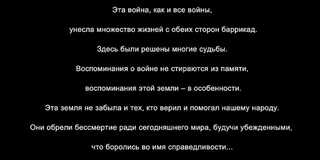 Эта война, как и все войны,
унесла множество жизней с обеих сторон баррикад.
Здесь были решены многие судьбы.
Воспоминания о войне не стираются из памяти,
воспоминания этой земли – в особенности.
Эта земля не забыла и тех, кто верил и помогал нашему народу.
Они обрели бессмертие ради сегодняшнего мира, будучи убежденными,
что боролись во имя справедливости...